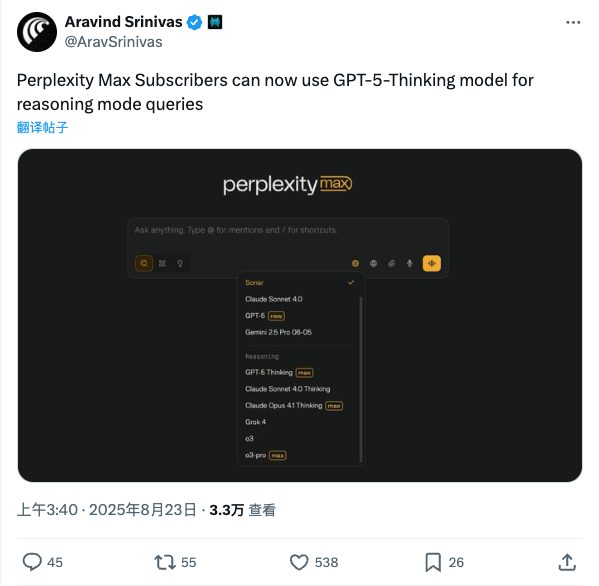 Aravind Srinivas
@AravSrinivas
Perplexity Max Subscribers can now use GPT-5-Thinking model for
reasoning mode queries
翻译帖子
perplexity max
Ask anything. Type @ for mentions and / for shortcuts.
Sonar
Claude Sonnet 4.0
GPT-5 new
Gemini 2.5 Pro 06-05
Reasoning
GPT-5 Thinking max
Claude Sonnet 4.0 Thinking
Claude Opus 4.1 Thinking max
Grok 4
o3
o3-pro max
上午3:40 · 2025年8月23日 · 3.3万 查看
45 55 538 26